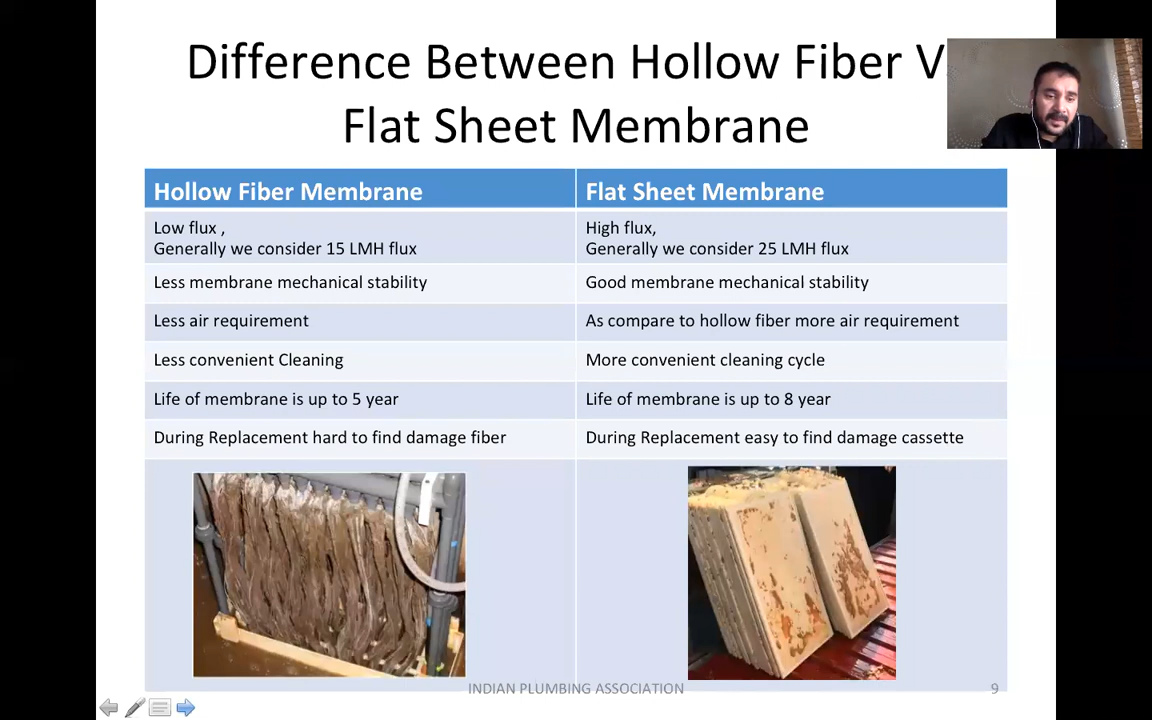 Difference Between Hollow Fiber
Flat Sheet Membrane
Hollow Fiber Membrane
Flat Sheet Membrane
Low flux ,
Generally we consider 15 LMH flux
High flux,
Generally we consider 25 LMH flux
Less membrane mechanical stability
Good membrane mechanical stability
Less air requirement
As compare to hollow fiber more air requirement
Less convenient Cleaning
More convenient cleaning cycle
Life of membrane is up to 5 year
Life of membrane is up to 8 year
During Replacement hard to find damage fiber
During Replacement easy to find damage cassette
INDIAN PLUMBING ASSOCIATION
9